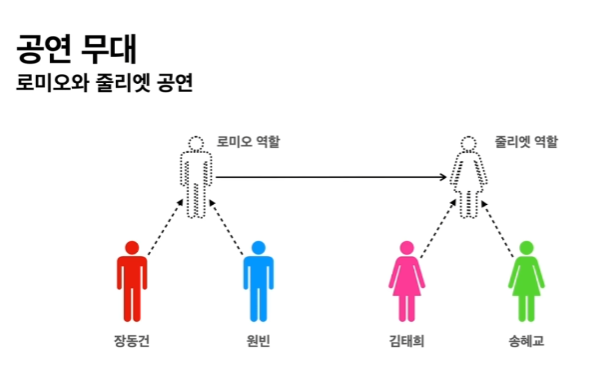 공연 무대
로미오와 줄리엣 공연
로미오 역할
줄리엣 역할
장동건
원빈
김태희
송혜교